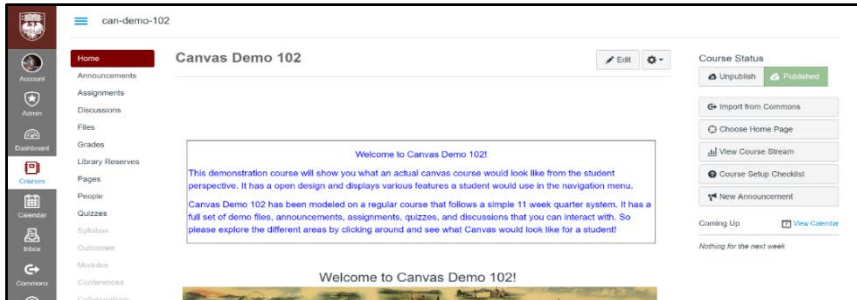 can-demo-102
Account
Admin
Dashboard
Courses
Calendar
Inbox
Commons
Home
Announcements
Assignments
Discussions
Files
Grades
Library Reserves
Pages
People
Quizzes
Syllabus
Outcomes
Modules
Conferences
Collaborations
Canvas Demo 102
Edit
Welcome to Canvas Demo 102!
This demonstration course will show you what an actual canvas course would look like from the student
perspective. It has a open design and displays various features a student would use in the navigation menu.
Canvas Demo 102 has been modeled on a regular course that follows a simple 11 week quarter system. It has a
full set of demo files, announcements, assignments, quizzes, and discussions that you can interact with. So
please explore the different areas by clicking around and see what Canvas would look like for a student!
Welcome to Canvas Demo 102!
Course Status
Unpublish
Published
Import from Commons
Choose Home Page
View Course Stream
Course Setup Checklist
New Announcement
Coming Up
View Calendar
Nothing for the next week